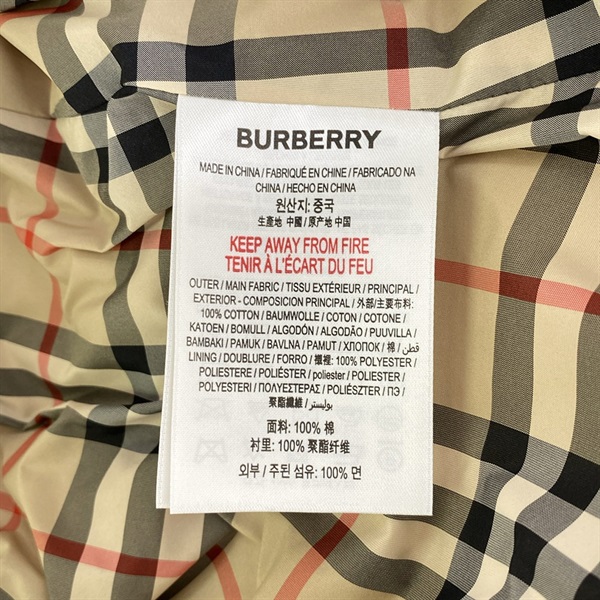 BURBERRY
MADE IN CHINA / FABRIQUÉ EN CHINE / FABRICADO NA
CHINA / HECHO EN CHINA
원산지: 중국
生產地 中國 / 原产地 中国
KEEP AWAY FROM FIRE
TENIR À L'ÉCART DU FEU
OUTER / MAIN FABRIC / TISSU EXTÉRIEUR / PRINCIPAL /
EXTERIOR - COMPOSICION PRINCIPAL / 外部/主要布料:
100% COTTON / BAUMWOLLE / COTON / COTONE /
KATOEN / BOMULL / ALGODÓN / ALGODÃO / PUUVILLA /
BAMBAKI / PAMUK / BAVLNA / PAMUT / ХЛОПОК / 棉 / قطن
LINING / DOUBLURE / FORRO / 襯裡: 100% POLYESTER /
POLIESTERE / POLIÉSTER / poliester / POLIESTER /
POLYESTERI / ΠΟΛΥΕΣΤΕΡΑΣ / POLIÉSZTER / ПЭ /
聚酯纖維 / بوليستر
面料: 100% 棉
衬里: 100% 聚酯纤维
외부 / 주된 섬유: 100% 면